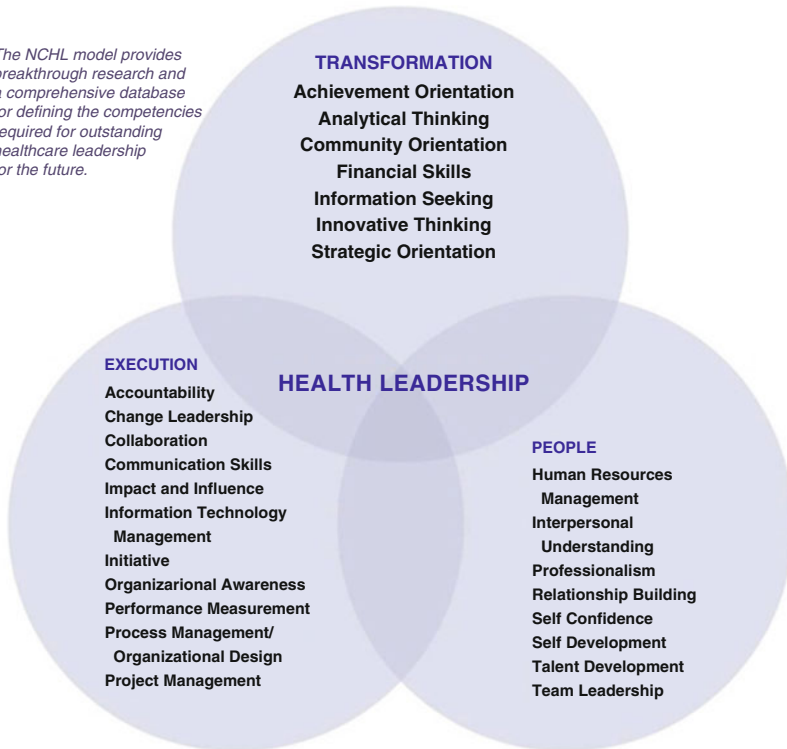 The NCHL model provides
breakthrough research and
a comprehensive database
for defining the competencies
required for outstanding
healthcare leadership
for the future.
TRANSFORMATION
Achievement Orientation
Analytical Thinking
Community Orientation
Financial Skills
Information Seeking
Innovative Thinking
Strategic Orientation
HEALTH LEADERSHIP
EXECUTION
Accountability
Change Leadership
Collaboration
Communication Skills
Impact and Influence
Information Technology
Management
Initiative
Organizarional Awareness
Performance Measurement
Process Management/
Organizational Design
Project Management
PEOPLE
Human Resources
Management
Interpersonal
Understanding
Professionalism
Relationship Building
Self Confidence
Self Development
Talent Development
Team Leadership